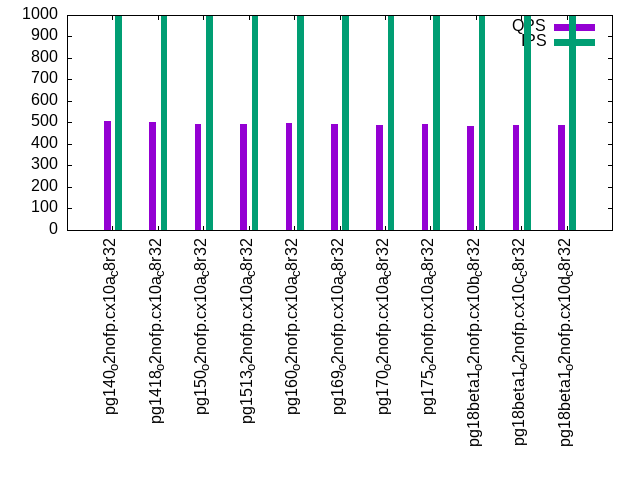 1000
900
800
700
600
500
400
300
200
100
0
QPS
IPS
pg140o2nofp.cx10ac8r32
pg1418o2nofp.cx10ac8r32
pg150o2nofp.cx10ac8r32
pg1513o2nofp.cx10ac8r32
pg160o2nofp.cx10ac8r32
pg169o2nofp.cx10ac8r32
pg170o2nofp.cx10ac8r32
pg175o2nofp.cx10ac8r32
pg18beta1o2nofp.cx10bc8r32
pg18beta1o2nofp.cx10cc8r32
pg18beta1o2nofp.cx10dc8r32